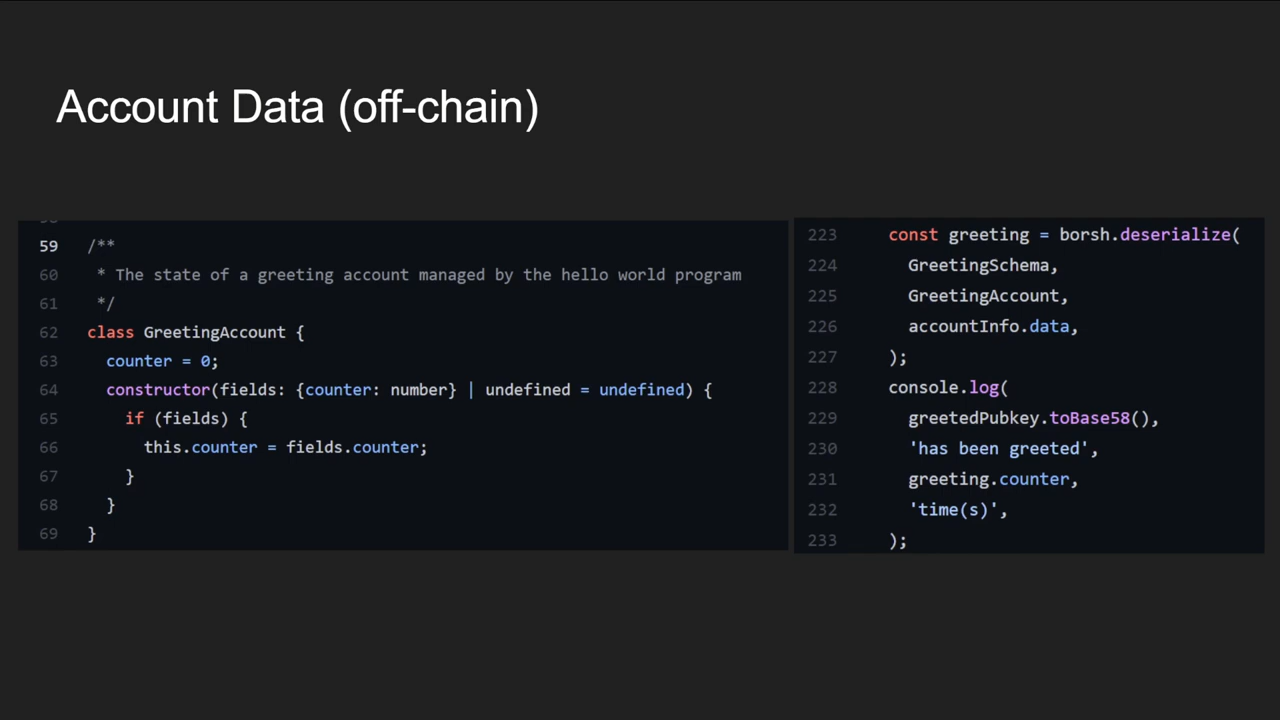 Account Data (off-chain)
59 /**
60 * The state of a greeting account managed by the hello world program
61 */
62 class GreetingAccount {
63 counter = 0;
64 constructor(fields: {counter: number} | undefined = undefined) {
65 if (fields) {
66 this.counter = fields.counter;
67 }
68 }
69 }
223 const greeting = borsh.deserialize(
224 GreetingSchema,
225 GreetingAccount,
226 accountInfo.data,
227 );
228 console.log(
229 greetedPubkey.toBase58(),
230 'has been greeted',
231 greeting.counter,
232 'time(s)',
233 );